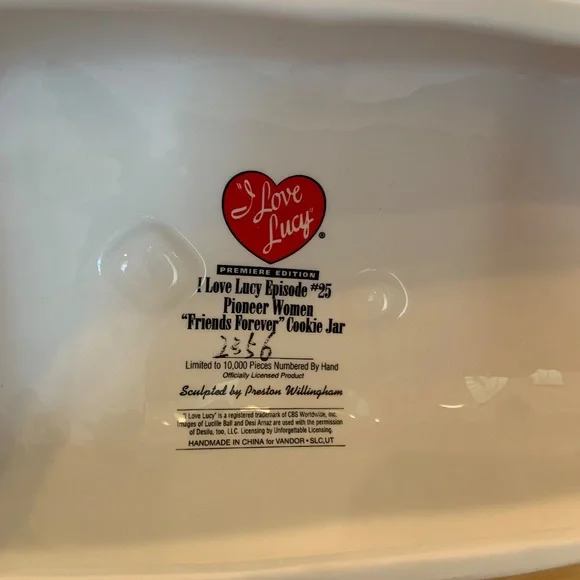 "I
Love
Lucy"®
PREMIERE EDITION
I Love Lucy Episode #25
Pioneer Women
"Friends Forever" Cookie Jar
2356
Limited to 10,000 Pieces Numbered By Hand
Officially Licensed Product
Sculpted by Preston Willingham
"I Love Lucy" is a registered trademark of CBS Worldwide, Inc.
Images of Lucille Ball and Desi Arnaz are used with the permission
of Desilu, too, LLC. Licensing by Unforgettable Licensing.
HANDMADE IN CHINA for VANDOR • SLC,UT